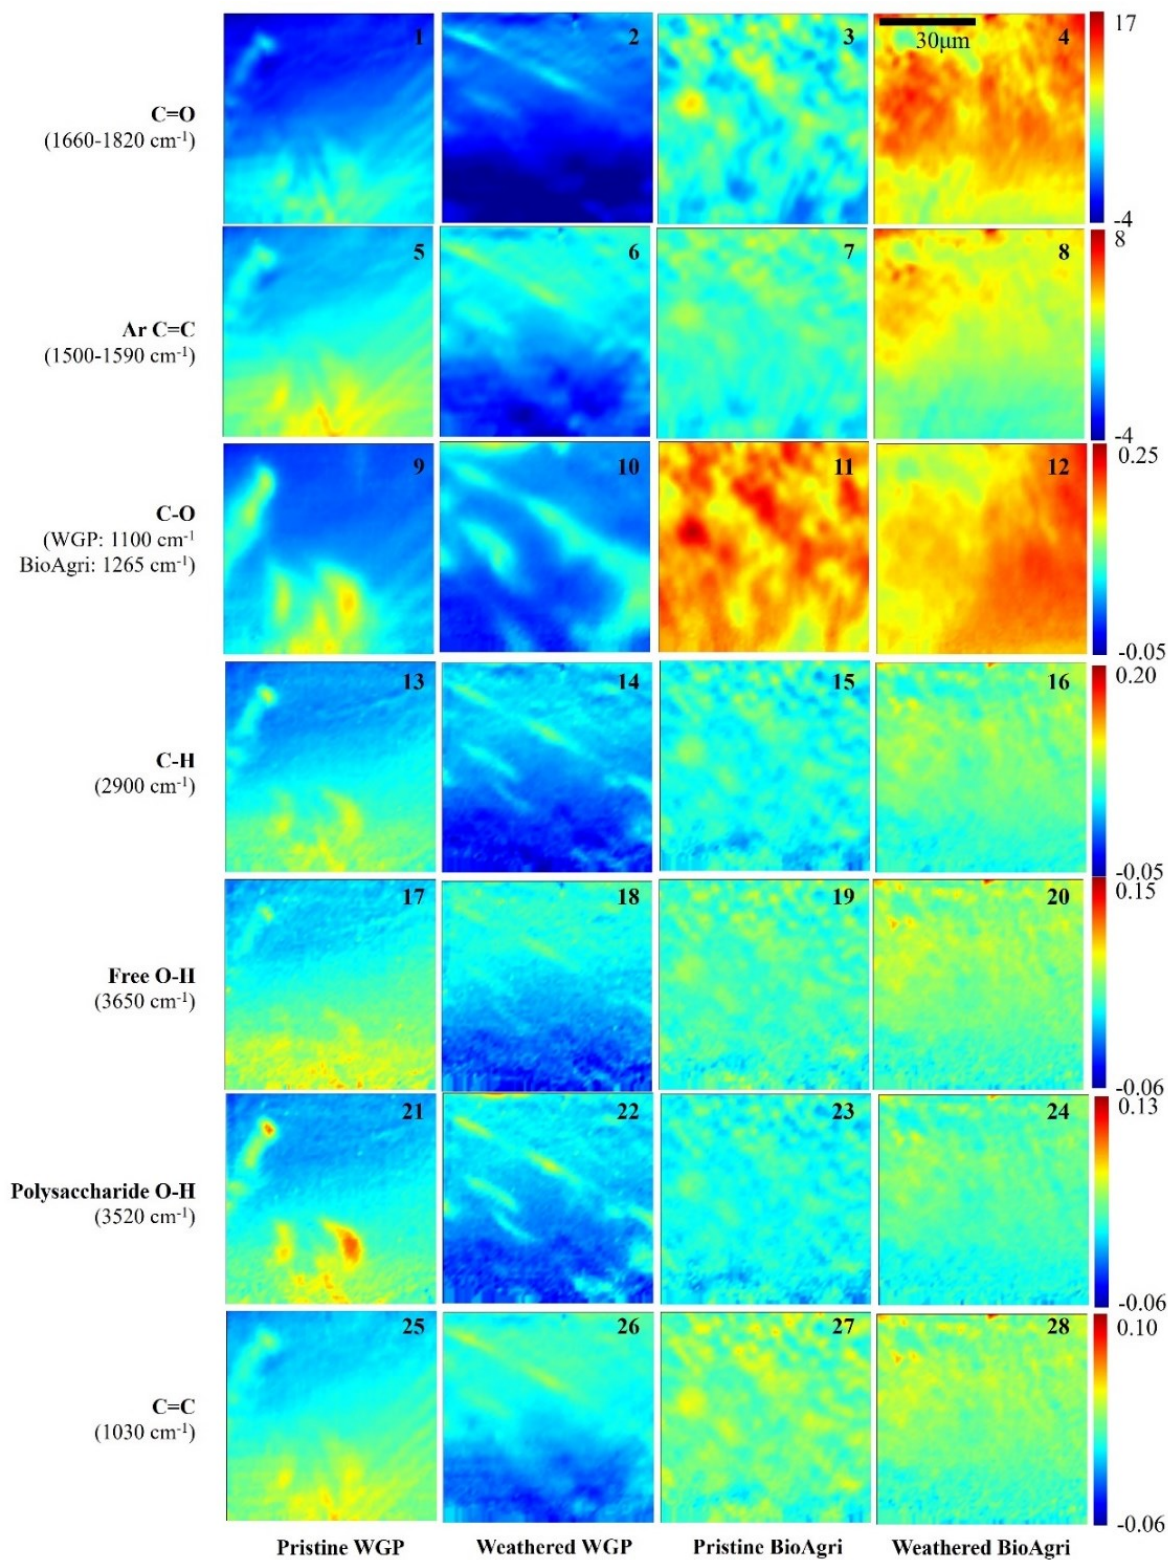 1 2 3 4 17
30µm
C=O
(1660-1820 cm-1)
-4
5 6 7 8 8
Ar C=C
(1500-1590 cm-1)
-4
9 10 11 12 0.25
C-O
(WGP: 1100 cm-1
BioAgri: 1265 cm-1)
-0.05
13 14 15 16 0.20
C-H
(2900 cm-1)
-0.05
17 18 19 20 0.15
Free O-H
(3650 cm-1)
-0.06
21 22 23 24 0.13
Polysaccharide O-H
(3520 cm-1)
-0.06
25 26 27 28 0.10
C=C
(1030 cm-1)
-0.06
Pristine WGP Weathered WGP Pristine BioAgri Weathered BioAgri